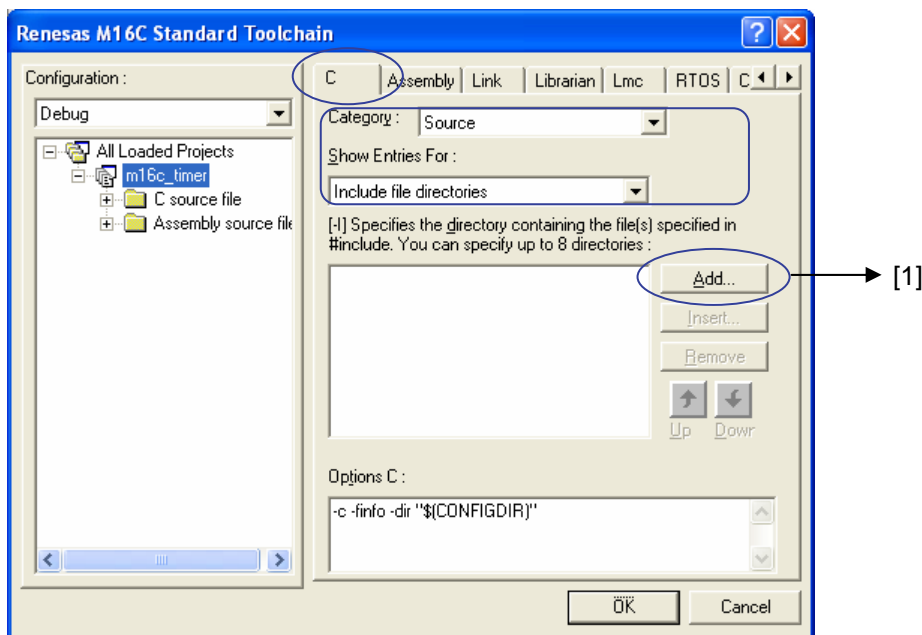 Renesas M16C Standard Toolchain
Configuration :
Debug
All Loaded Projects
m16c_timer
C source file
Assembly source file
C
Assembly
Link
Librarian
Lmc
RTOS
C
Category :
Source
Show Entries For :
Include file directories
[-I] Specifies the directory containing the file(s) specified in
#include. You can specify up to 8 directories :
Add...
[1]
Insert...
Remove
Up
Dowr
Options C :
-c -finfo -dir "$(CONFIGDIR)"
OK
Cancel